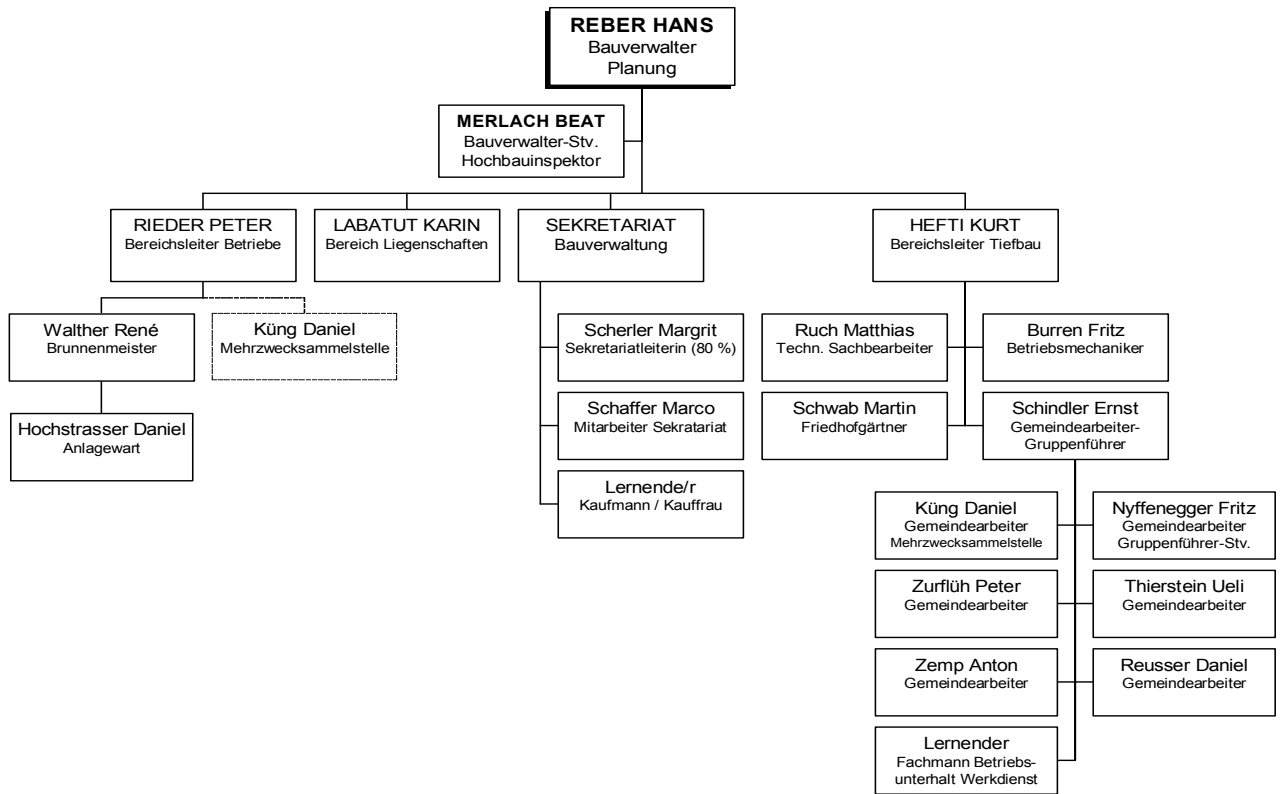 REBER HANS
Bauverwalter
Planung
MERLACH BEAT
Bauverwalter-Stv.
Hochbauinspektor
RIEDER PETER
Bereichsleiter Betriebe
LABATUT KARIN
Bereich Liegenschaften
SEKRETARIAT
Bauverwaltung
HEFTI KURT
Bereichsleiter Tiefbau
Walther René
Brunnenmeister
Küng Daniel
Mehrzwecksammelstelle
Hochstrasser Daniel
Anlagewart
Scherler Margrit
Sekretariatleiterin (80 %)
Schaffer Marco
Mitarbeiter Sekratariat
Lernende/r
Kaufmann / Kauffrau
Ruch Matthias
Techn. Sachbearbeiter
Burren Fritz
Betriebsmechaniker
Schwab Martin
Friedhofgärtner
Schindler Ernst
Gemeindearbeiter-
Gruppenführer
Küng Daniel
Gemeindearbeiter
Mehrzwecksammelstelle
Nyffenegger Fritz
Gemeindearbeiter
Gruppenführer-Stv.
Zurflüh Peter
Gemeindearbeiter
Thierstein Ueli
Gemeindearbeiter
Zemp Anton
Gemeindearbeiter
Reusser Daniel
Gemeindearbeiter
Lernender
Fachmann Betriebs-
unterhalt Werkdienst